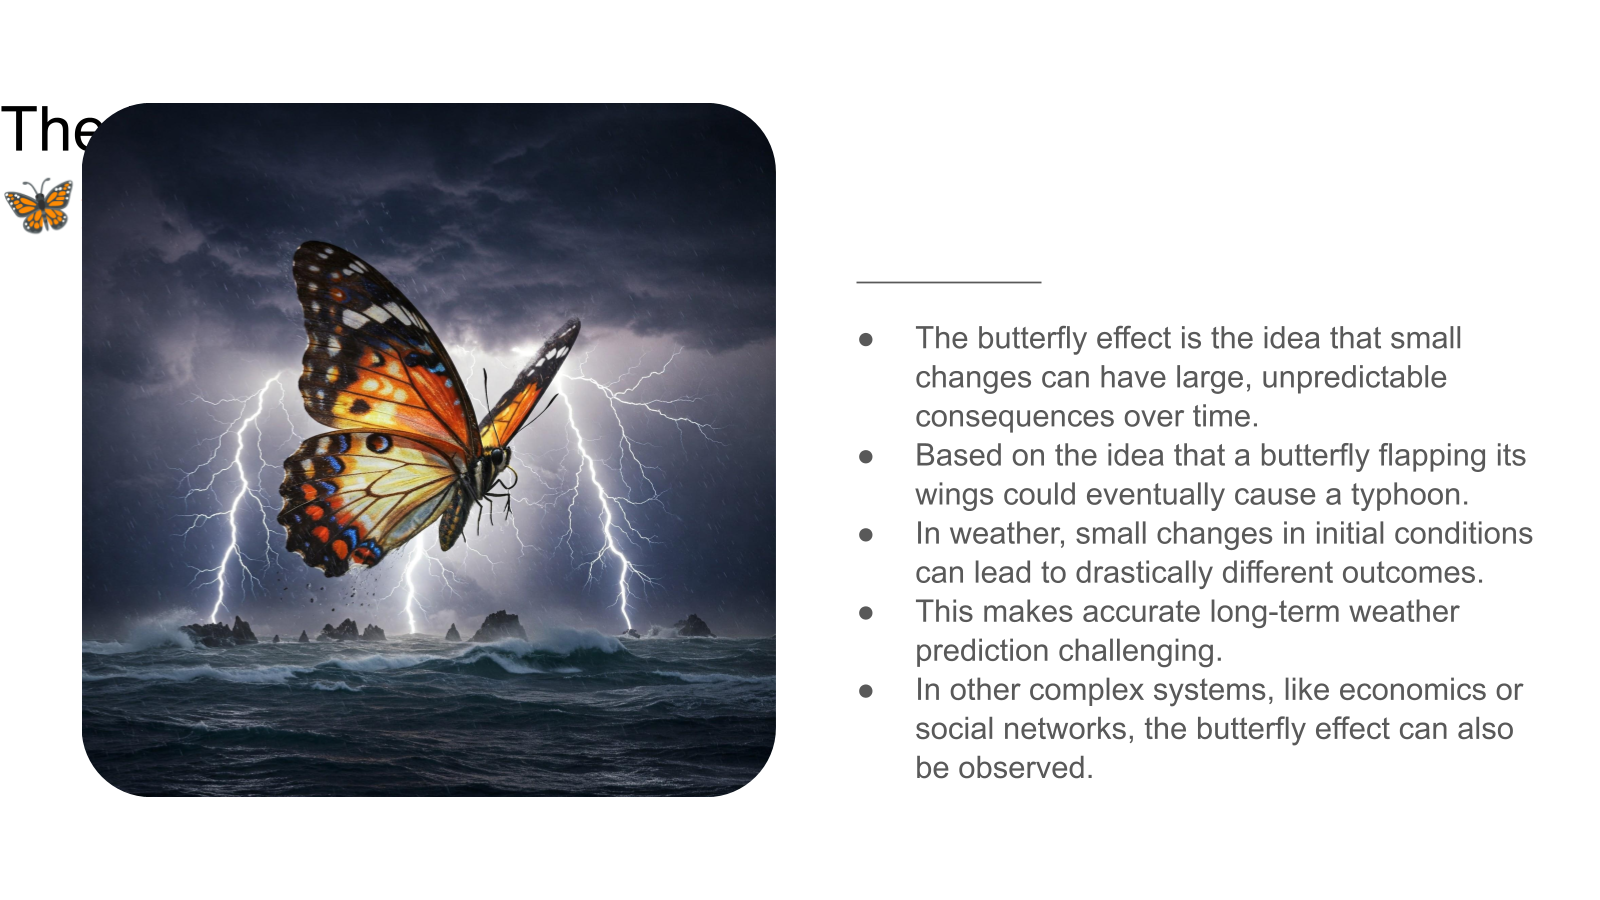 The
🦋
● The butterfly effect is the idea that small
changes can have large, unpredictable
consequences over time.
● Based on the idea that a butterfly flapping its
wings could eventually cause a typhoon.
● In weather, small changes in initial conditions
can lead to drastically different outcomes.
● This makes accurate long-term weather
prediction challenging.
● In other complex systems, like economics or
social networks, the butterfly effect can also
be observed.